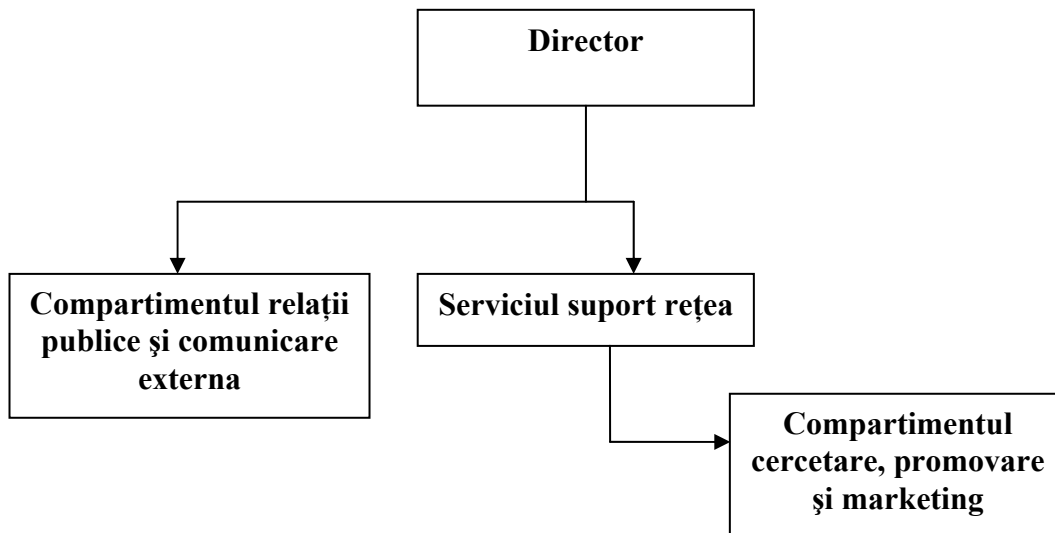 Director
Compartimentul relații
publice şi comunicare
externa
Serviciul suport rețea
Compartimentul
cercetare, promovare
şi marketing